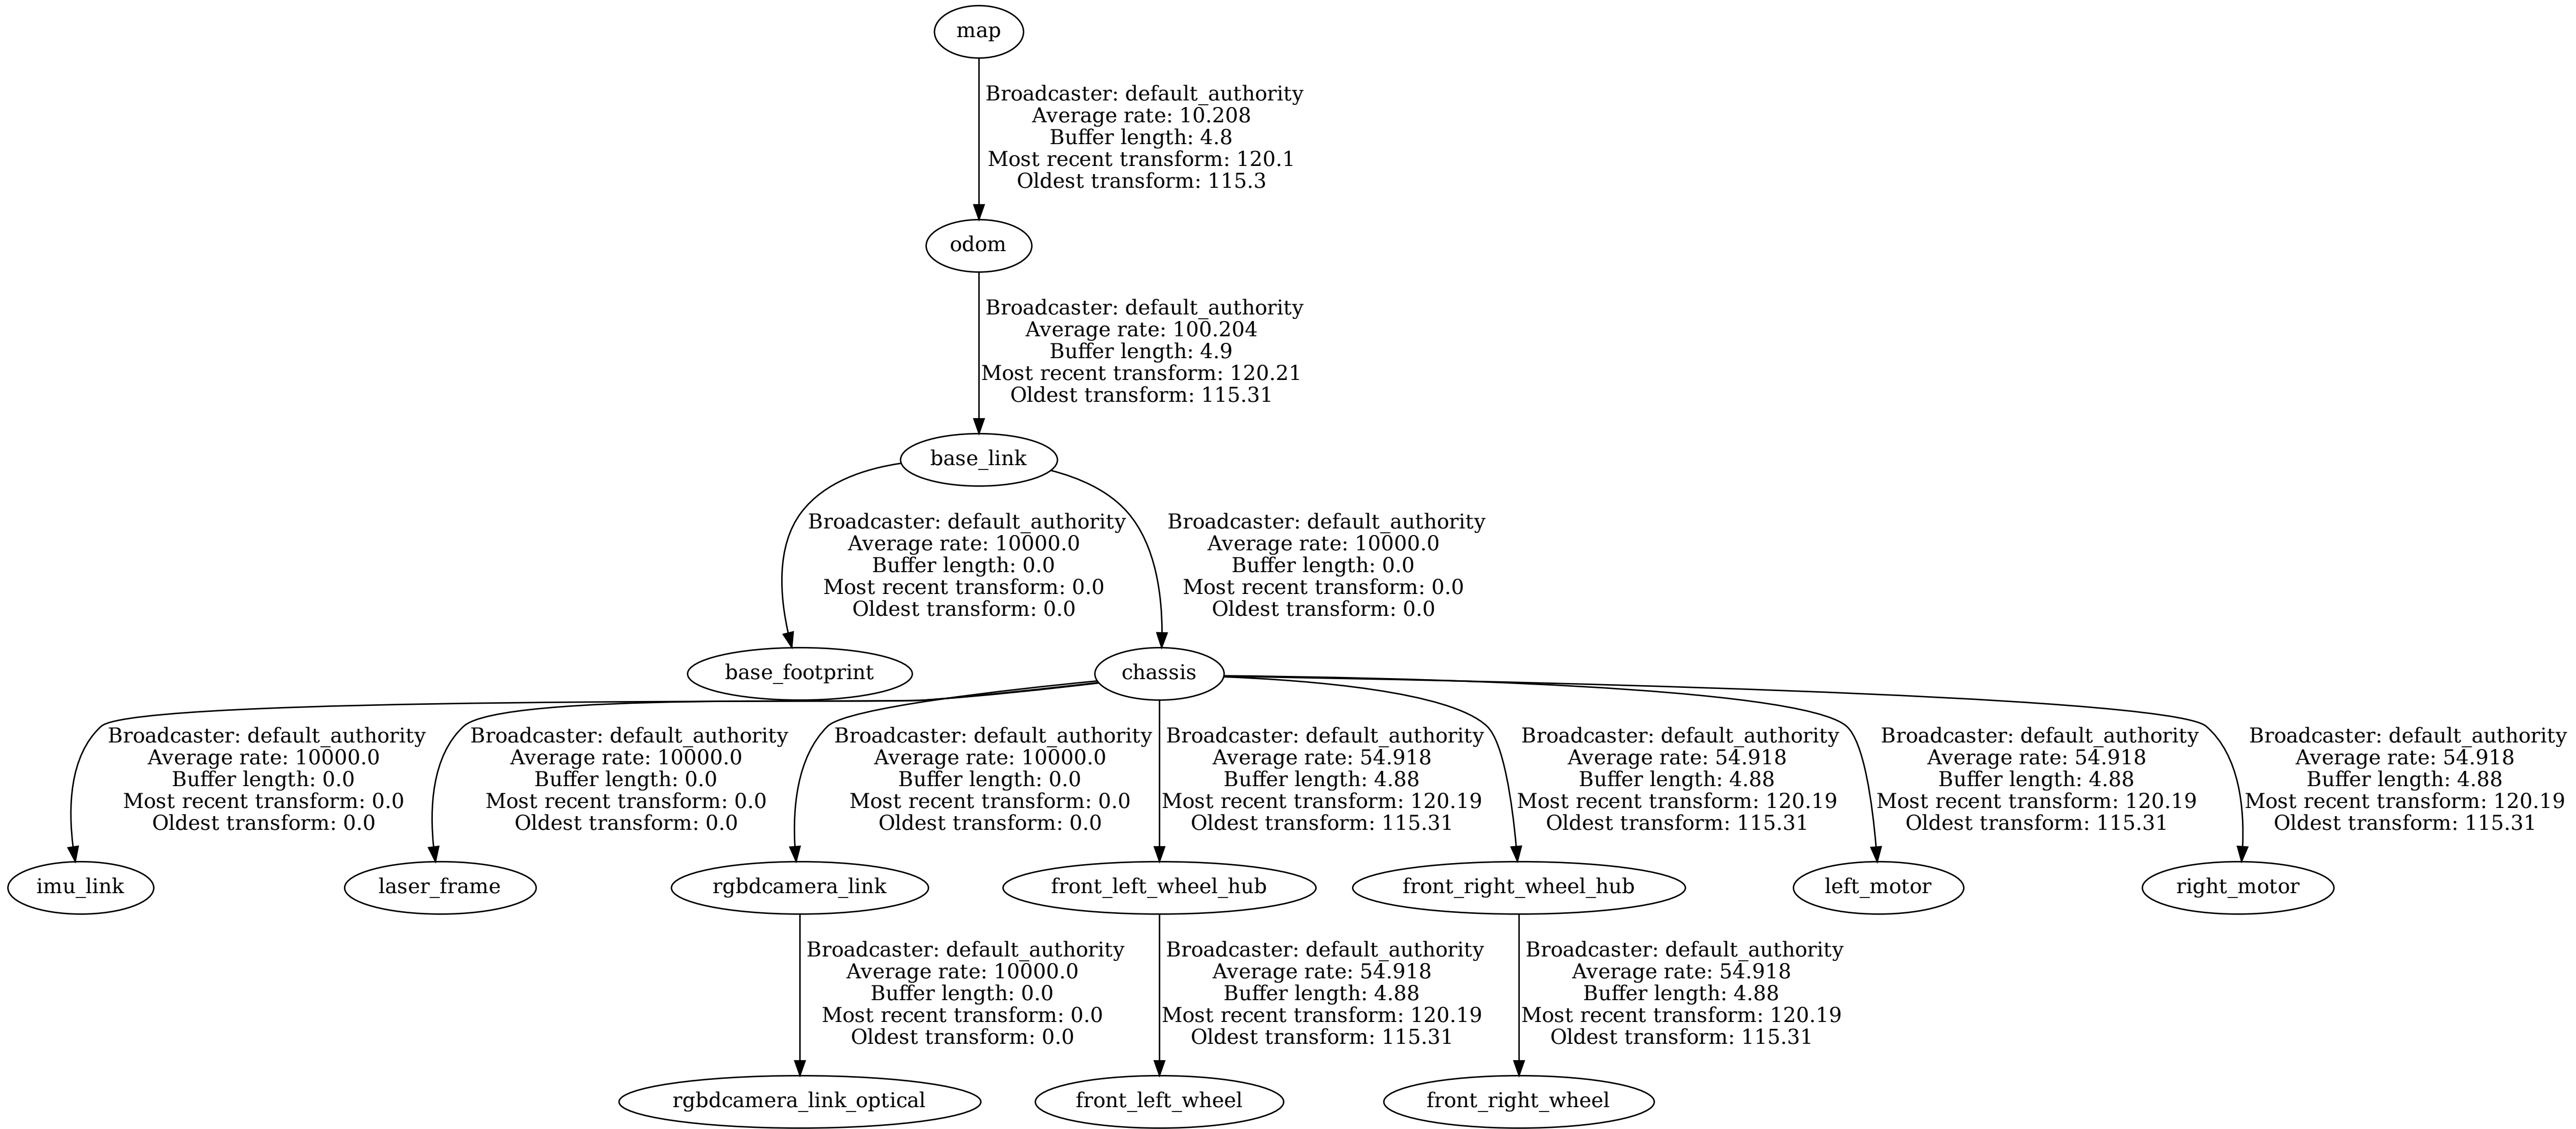 map
Broadcaster: default_authority
Average rate: 10.208
Buffer length: 4.8
Most recent transform: 120.1
Oldest transform: 115.3
odom
Broadcaster: default_authority
Average rate: 100.204
Buffer length: 4.9
Most recent transform: 120.21
Oldest transform: 115.31
base_link
Broadcaster: default_authority
Average rate: 10000.0
Buffer length: 0.0
Most recent transform: 0.0
Oldest transform: 0.0
Broadcaster: default_authority
Average rate: 10000.0
Buffer length: 0.0
Most recent transform: 0.0
Oldest transform: 0.0
base_footprint
chassis
Broadcaster: default_authority
Average rate: 10000.0
Buffer length: 0.0
Most recent transform: 0.0
Oldest transform: 0.0
Broadcaster: default_authority
Average rate: 10000.0
Buffer length: 0.0
Most recent transform: 0.0
Oldest transform: 0.0
Broadcaster: default_authority
Average rate: 10000.0
Buffer length: 0.0
Most recent transform: 0.0
Oldest transform: 0.0
Broadcaster: default_authority
Average rate: 54.918
Buffer length: 4.88
Most recent transform: 120.19
Oldest transform: 115.31
Broadcaster: default_authority
Average rate: 54.918
Buffer length: 4.88
Most recent transform: 120.19
Oldest transform: 115.31
Broadcaster: default_authority
Average rate: 54.918
Buffer length: 4.88
Most recent transform: 120.19
Oldest transform: 115.31
Broadcaster: default_authority
Average rate: 54.918
Buffer length: 4.88
Most recent transform: 120.19
Oldest transform: 115.31
imu_link
laser_frame
rgbdcamera_link
front_left_wheel_hub
front_right_wheel_hub
left_motor
right_motor
Broadcaster: default_authority
Average rate: 10000.0
Buffer length: 0.0
Most recent transform: 0.0
Oldest transform: 0.0
Broadcaster: default_authority
Average rate: 54.918
Buffer length: 4.88
Most recent transform: 120.19
Oldest transform: 115.31
Broadcaster: default_authority
Average rate: 54.918
Buffer length: 4.88
Most recent transform: 120.19
Oldest transform: 115.31
rgbdcamera_link_optical
front_left_wheel
front_right_wheel